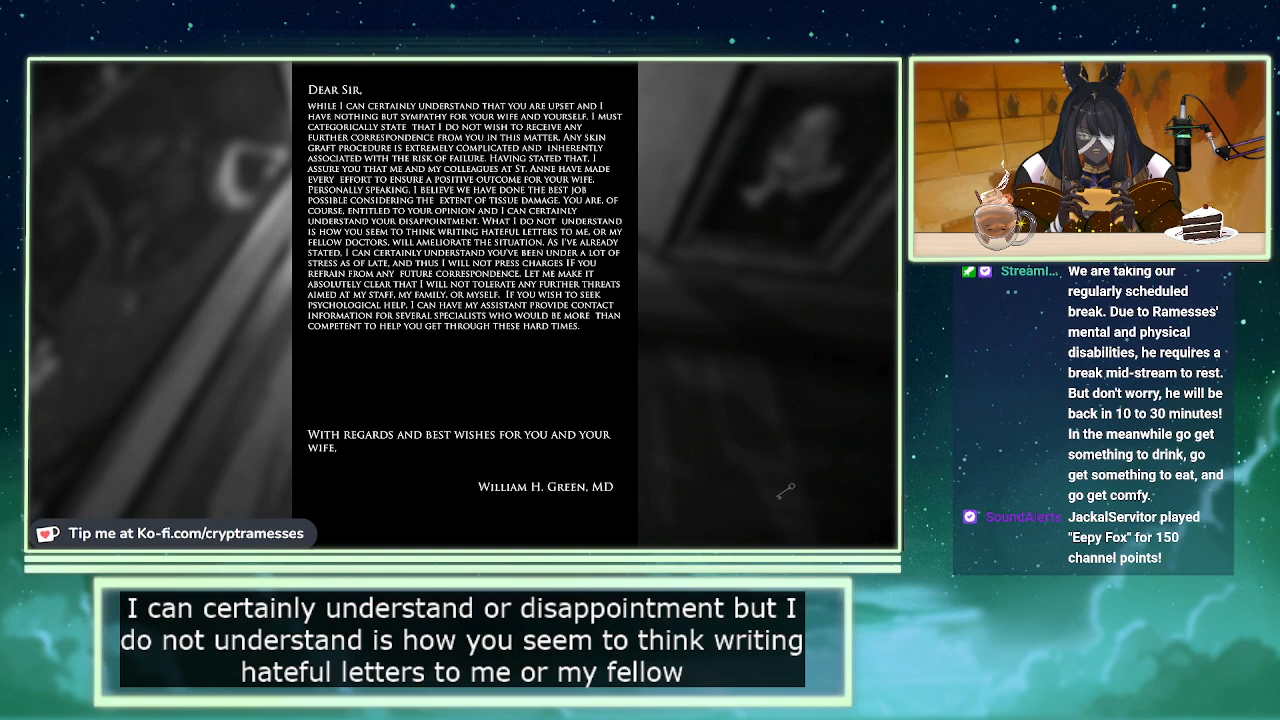 Dear Sir,
while I can certainly understand that you are upset and I
have nothing but sympathy for your wife and yourself. I must
categorically state that I do not wish to receive any
further correspondence from you in this matter. Any skin
graft procedure is extremely complicated and inherently
associated with the risk of failure. Having stated that, I
assure you that me and my colleagues at St. Anne have made
every effort to ensure a positive outcome for your wife.
Personally speaking, I believe we have done the best job
possible considering the extent of tissue damage. You are, of
course, entitled to your opinion and I can certainly
understand your disappointment. What I do not understand
is how you seem to think writing hateful letters to me, or my
fellow doctors, will ameliorate the situation. As I've already
stated, I can certainly understand you've been under a lot of
stress as of late, and thus I will not press charges If you
refrain from any future correspondence. Let me make it
absolutely clear that I will not tolerate any further threats
aimed at my staff, my family, or myself. If you wish to seek
psychological help, I can have my assistant provide contact
information for several specialists who would be more than
competent to help you get through these hard times.
With regards and best wishes for you and your
wife,
William H. Green, MD
Tip me at Ko-fi.com/cryptramesses
I can certainly understand or disappointment but I
do not understand is how you seem to think writing
hateful letters to me or my fellow
Streaml... We are taking our
regularly scheduled
break. Due to Ramesses'
mental and physical
disabilities, he requires a
break mid-stream to rest.
But don't worry, he will be
back in 10 to 30 minutes!
In the meanwhile go get
something to drink, go
get something to eat, and
go get comfy.
SoundAlerts JackalServitor played
"Eepy Fox" for 150
channel points!